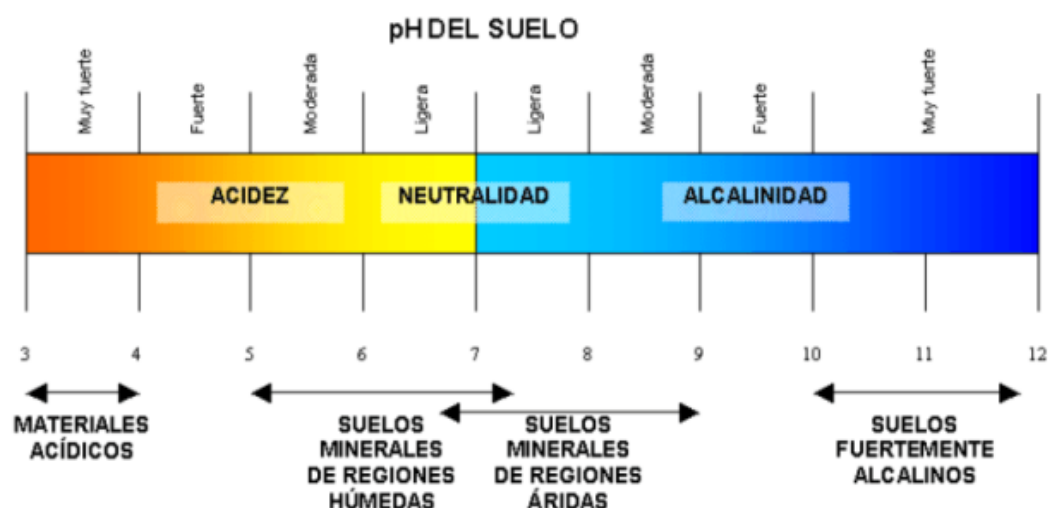 pH DEL SUELO
Muy fuerte
Fuerte
Moderada
Ligera
Ligera
Moderada
Fuerte
Muy fuerte
ACIDEZ
NEUTRALIDAD
ALCALINIDAD
3 4 5 6 7 8 9 10 11 12
MATERIALES
ACÍDICOS
SUELOS
MINERALES
DE REGIONES
HÚMEDAS
SUELOS
MINERALES
DE REGIONES
ÁRIDAS
SUELOS
FUERTEMENTE
ALCALINOS